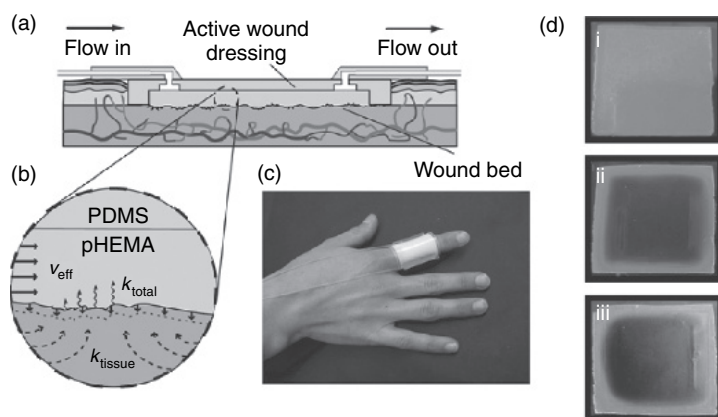 (a)
Flow in
Active wound
dressing
Flow out
Wound bed
(b)
PDMS
pHEMA
v_eff
k_total
k_tissue
(c)
(d)
i
ii
iii